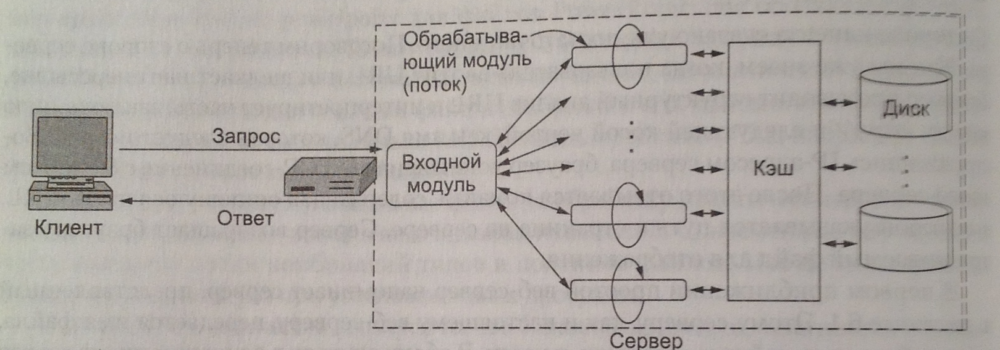 Обрабатыва-
ющий модуль
(поток)
Запрос
Входной
модуль
Ответ
Клиент
Кэш
Диск
Сервер